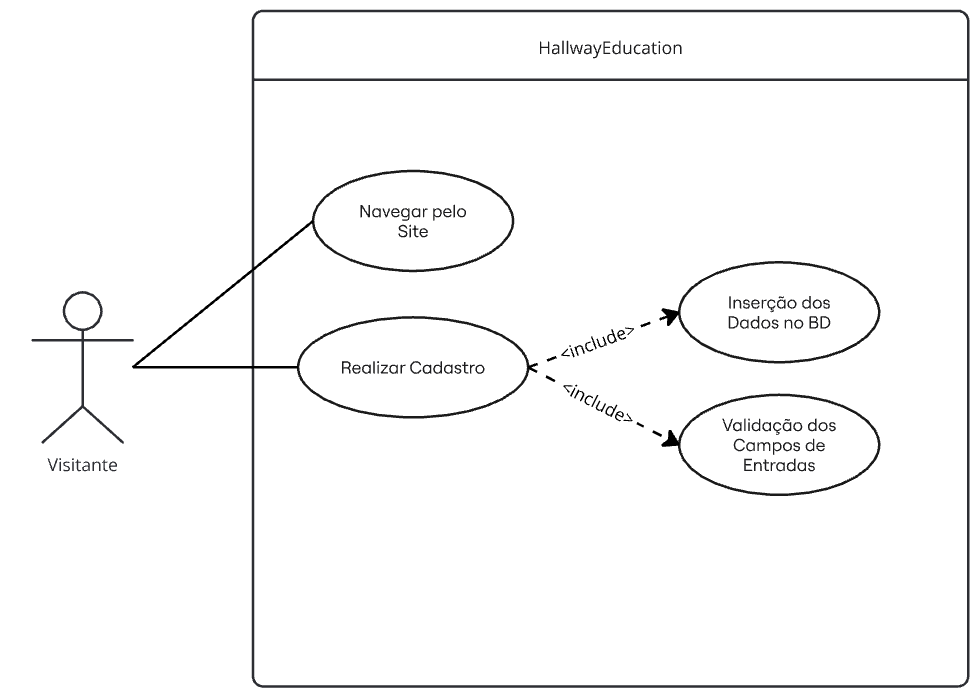 HallwayEducation
Navegar pelo
Site
Realizar Cadastro
<include>
<include>
Inserção dos
Dados no BD
Validação dos
Campos de
Entradas
Visitante